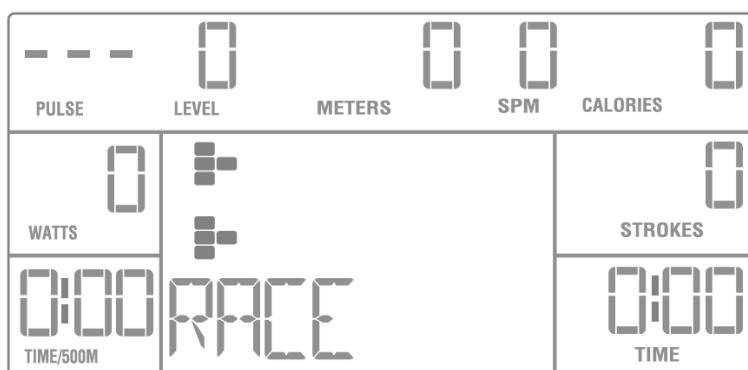 --- 0 0 0 0
PULSE LEVEL METERS SPM CALORIES
0 0
WATTS STROKES
0:00 RACE 0:00
TIME/500M TIME